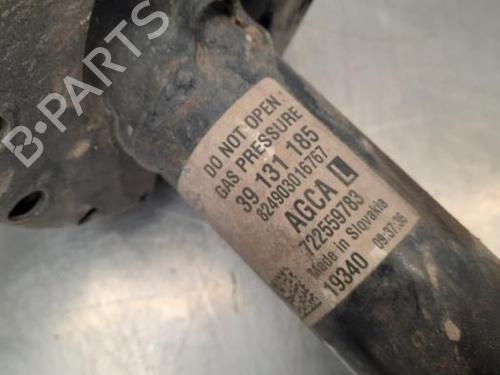 DO NOT OPEN
GAS PRESSURE
39 131 185
824903016767
AGCA L
722559783
Made in Slovakia
19340 09:37:36
B-PARTS